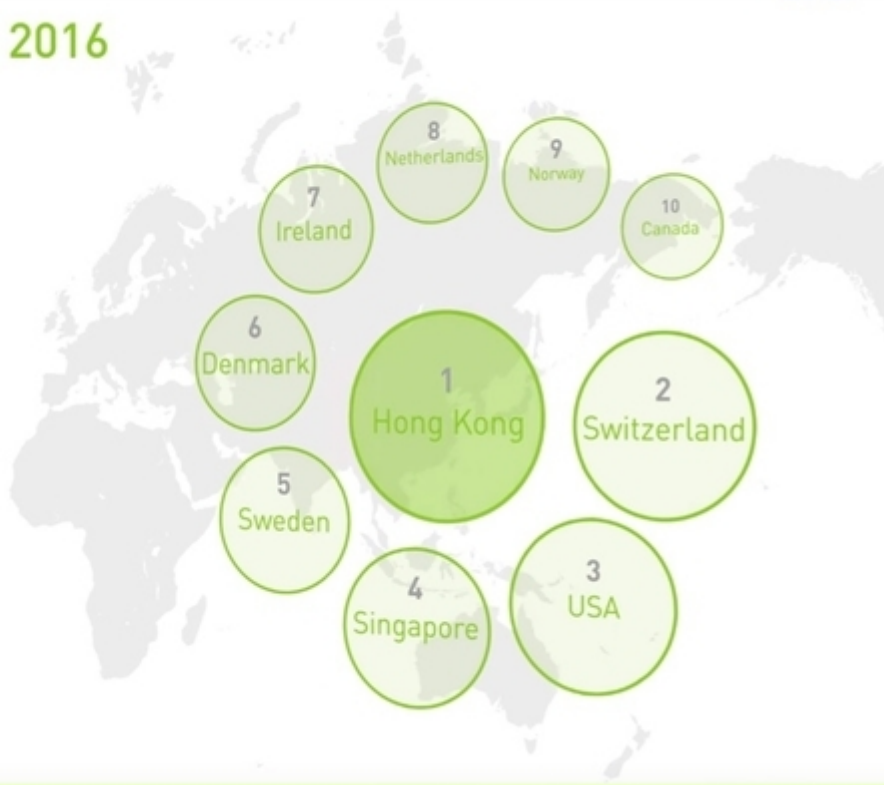 2016
1
Hong Kong
2
Switzerland
3
USA
4
Singapore
5
Sweden
6
Denmark
7
Ireland
8
Netherlands
9
Norway
10
Canada